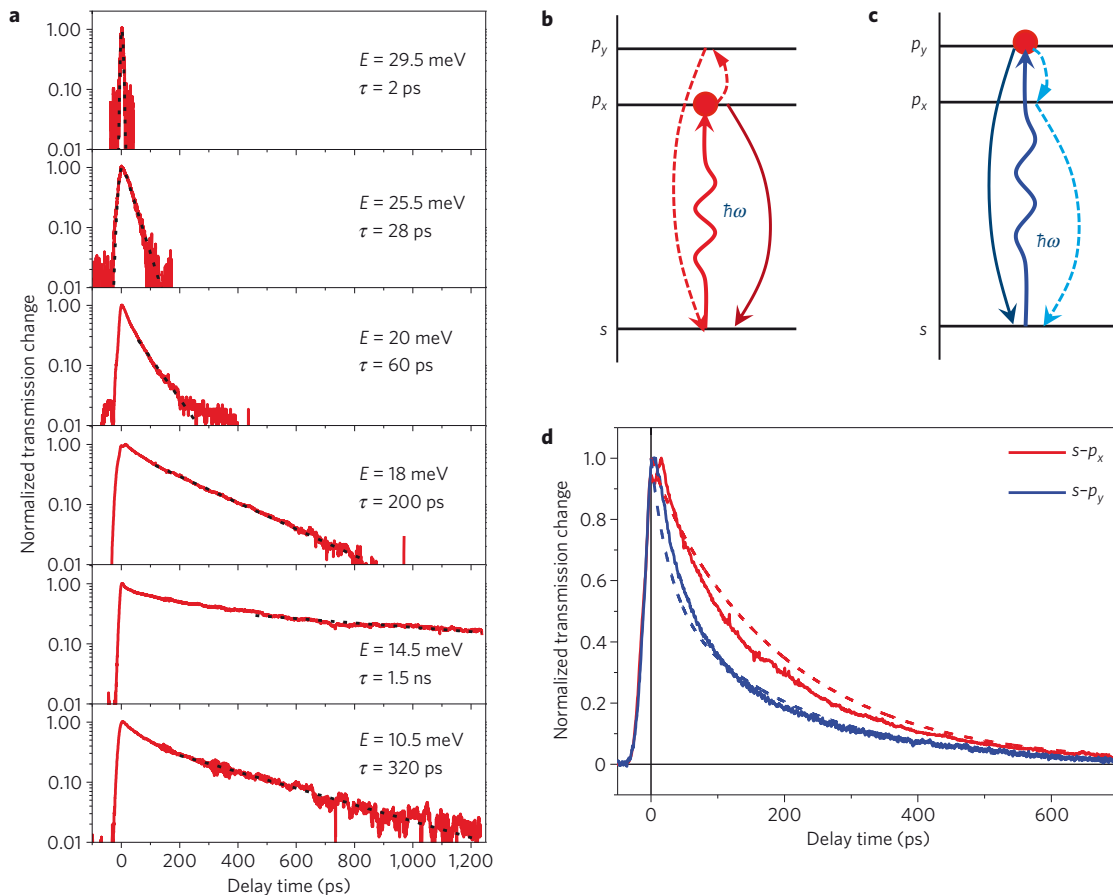 a
Normalized transmission change
1.00
0.10
0.01
E = 29.5 meV
τ = 2 ps
1.00
0.10
0.01
E = 25.5 meV
τ = 28 ps
1.00
0.10
0.01
E = 20 meV
τ = 60 ps
1.00
0.10
0.01
E = 18 meV
τ = 200 ps
1.00
0.10
E = 14.5 meV
τ = 1.5 ns
1.00
0.10
0.01
E = 10.5 meV
τ = 320 ps
0 200 400 600 800 1,000 1,200
Delay time (ps)
b
p_y
p_x
ħω
s
c
p_y
p_x
ħω
s
d
Normalized transmission change
1.0
0.8
0.6
0.4
0.2
0
s–p_x
s–p_y
0 200 400 600
Delay time (ps)